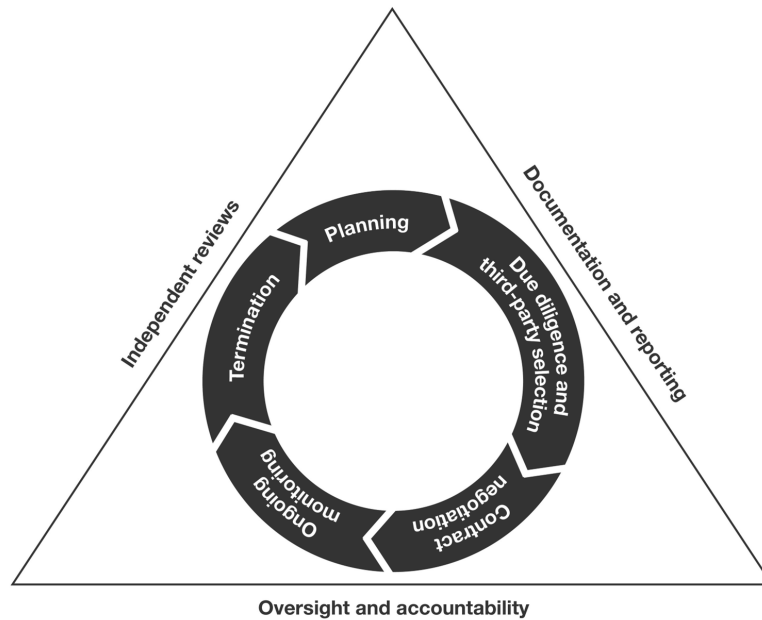 Planning
Due diligence and
third-party selection
Contract
negotiation
Ongoing
monitoring
Termination
Independent reviews
Documentation and reporting
Oversight and accountability